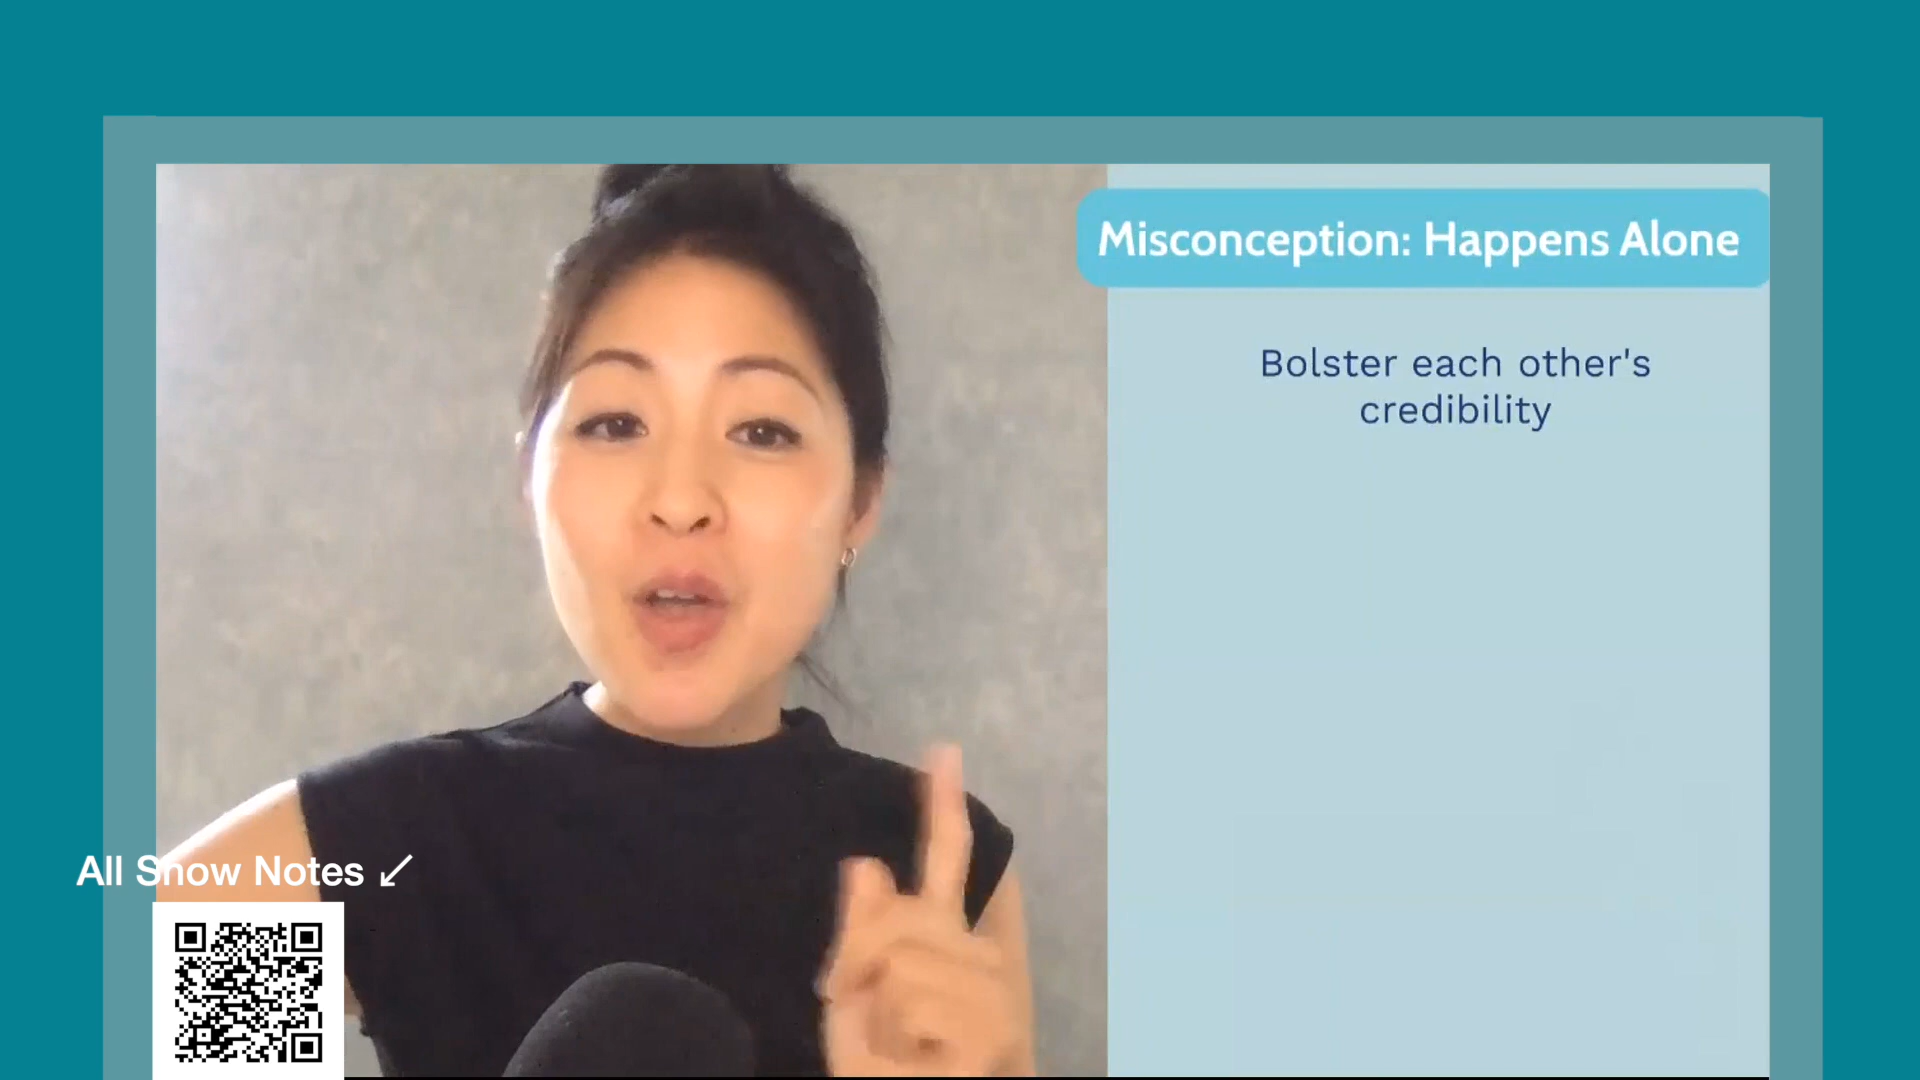 Misconception: Happens Alone
Bolster each other's
credibility
All Show Notes ↙